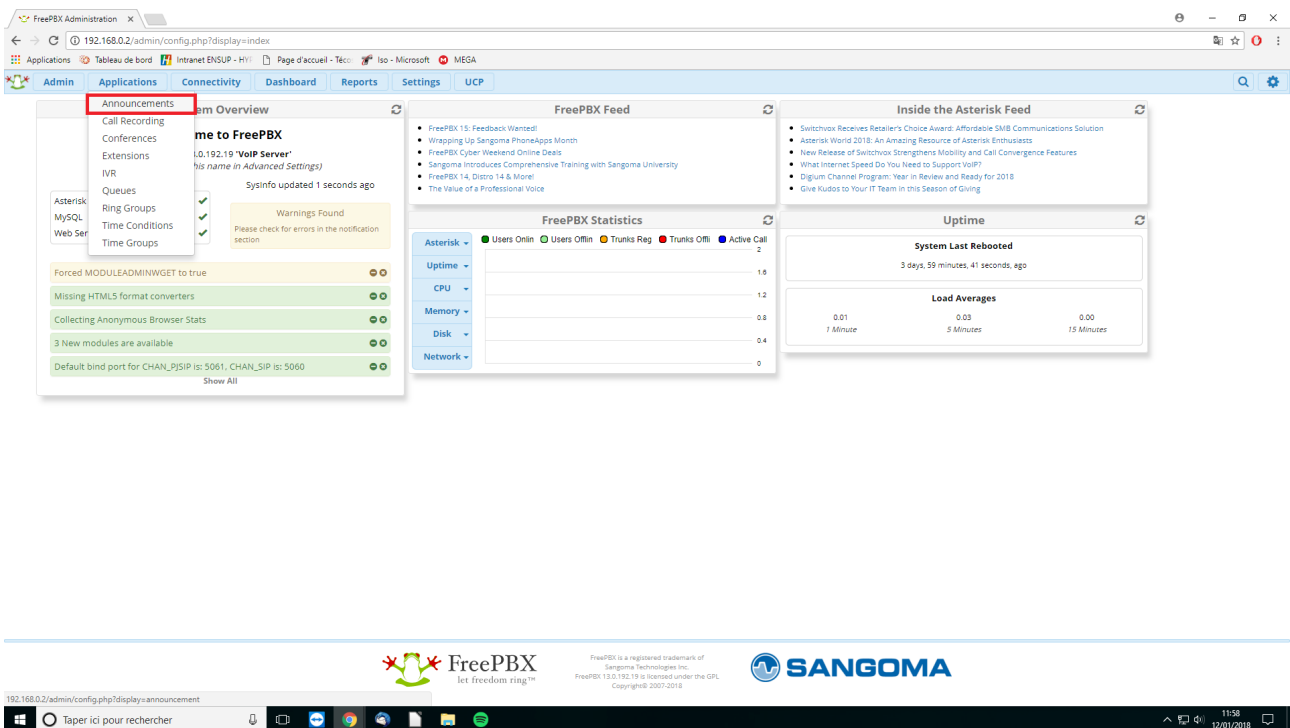 FreePBX Administration
192.168.0.2/admin/config.php?display=index
Applications Tableau de bord Intranet ENSUP - HY Page d'accueil - Téco Iso - Microsoft MEGA
Admin Applications Connectivity Dashboard Reports Settings UCP
Announcements
Call Recording
Conferences
Extensions
IVR
Queues
Ring Groups
Time Conditions
Time Groups
em Overview
me to FreePBX
.0.192.19 'VoIP Server'
his name in Advanced Settings)
SysInfo updated 1 seconds ago
Asterisk
MySQL
Web Ser
Warnings Found
Please check for errors in the notification
section
Forced MODULEADMINWGET to true
Missing HTML5 format converters
Collecting Anonymous Browser Stats
3 New modules are available
Default bind port for CHAN_PJSIP is: 5061, CHAN_SIP is: 5060
Show All
FreePBX Feed
FreePBX 15: Feedback Wanted!
Wrapping Up Sangoma PhoneApps Month
FreePBX Cyber Weekend Online Deals
Sangoma Introduces Comprehensive Training with Sangoma University
FreePBX 14, Distro 14 & More!
The Value of a Professional Voice
Inside the Asterisk Feed
Switchvox Receives Retailer's Choice Award: Affordable SMB Communications Solution
Asterisk World 2018: An Amazing Resource of Asterisk Enthusiasts
New Release of Switchvox Strengthens Mobility and Call Convergence Features
What Internet Speed Do You Need to Support VoIP?
Digium Channel Program: Year in Review and Ready for 2018
Give Kudos to Your IT Team in this Season of Giving
FreePBX Statistics
Asterisk
Uptime
CPU
Memory
Disk
Network
Users Onlin Users Offlin Trunks Reg Trunks Offli Active Call
2
1.6
1.2
0.8
0.4
0
Uptime
System Last Rebooted
3 days, 59 minutes, 41 seconds, ago
Load Averages
0.01 0.03 0.00
1 Minute 5 Minutes 15 Minutes
FreePBX
let freedom ring™
FreePBX is a registered trademark of
Sangoma Technologies Inc.
FreePBX 13.0.192.19 is licensed under the GPL
Copyright© 2007-2018
SANGOMA
192.168.0.2/admin/config.php?display=announcement
Taper ici pour rechercher
11:58
12/01/2018